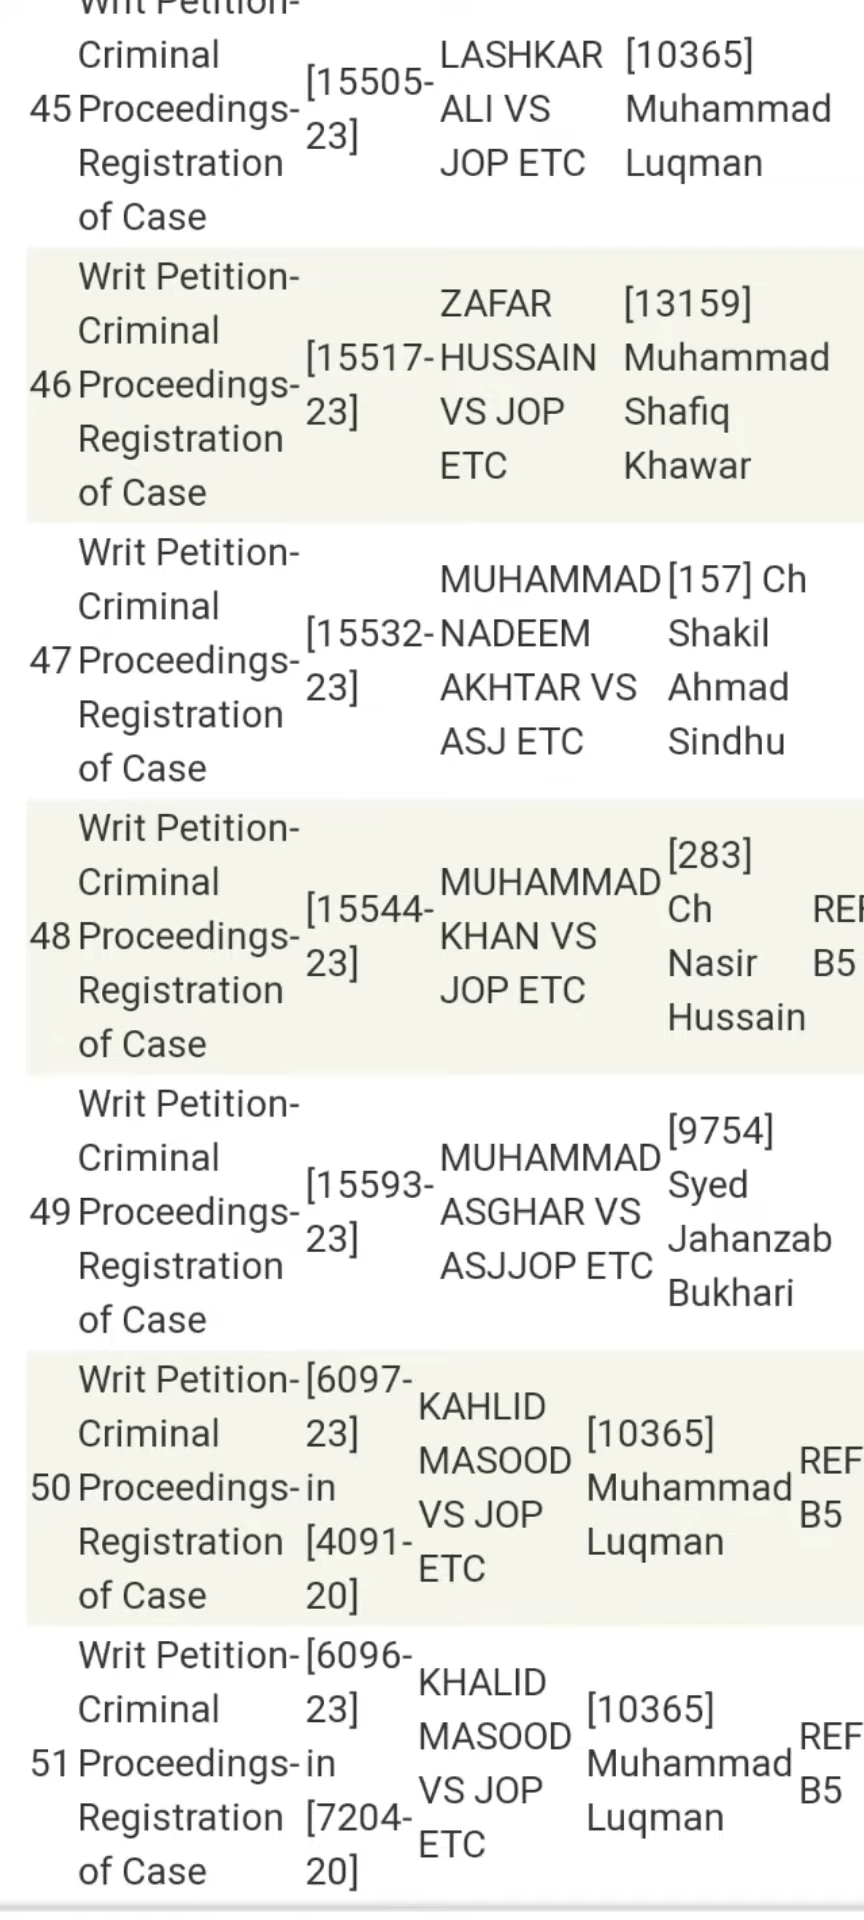 Writ Petition-
Criminal
Proceedings-
Registration
of Case
45
[15505-
23]
LASHKAR
ALI VS
JOP ETC
[10365]
Muhammad
Luqman
Writ Petition-
Criminal
Proceedings-
Registration
of Case
46
[15517-
23]
ZAFAR
HUSSAIN
VS JOP
ETC
[13159]
Muhammad
Shafiq
Khawar
Writ Petition-
Criminal
Proceedings-
Registration
of Case
47
[15532-
23]
MUHAMMAD
NADEEM
AKHTAR VS
ASJ ETC
[157] Ch
Shakil
Ahmad
Sindhu
Writ Petition-
Criminal
Proceedings-
Registration
of Case
48
[15544-
23]
MUHAMMAD
KHAN VS
JOP ETC
[283]
Ch
Nasir
Hussain
REF
B5
Writ Petition-
Criminal
Proceedings-
Registration
of Case
49
[15593-
23]
MUHAMMAD
ASGHAR VS
ASJJOP ETC
[9754]
Syed
Jahanzab
Bukhari
Writ Petition-
Criminal
Proceedings-
Registration
of Case
50
[6097-
23]
in
[4091-
20]
KAHLID
MASOOD
VS JOP
ETC
[10365]
Muhammad
Luqman
REF
B5
Writ Petition-
Criminal
Proceedings-
Registration
of Case
51
[6096-
23]
in
[7204-
20]
KHALID
MASOOD
VS JOP
ETC
[10365]
Muhammad
Luqman
REF
B5